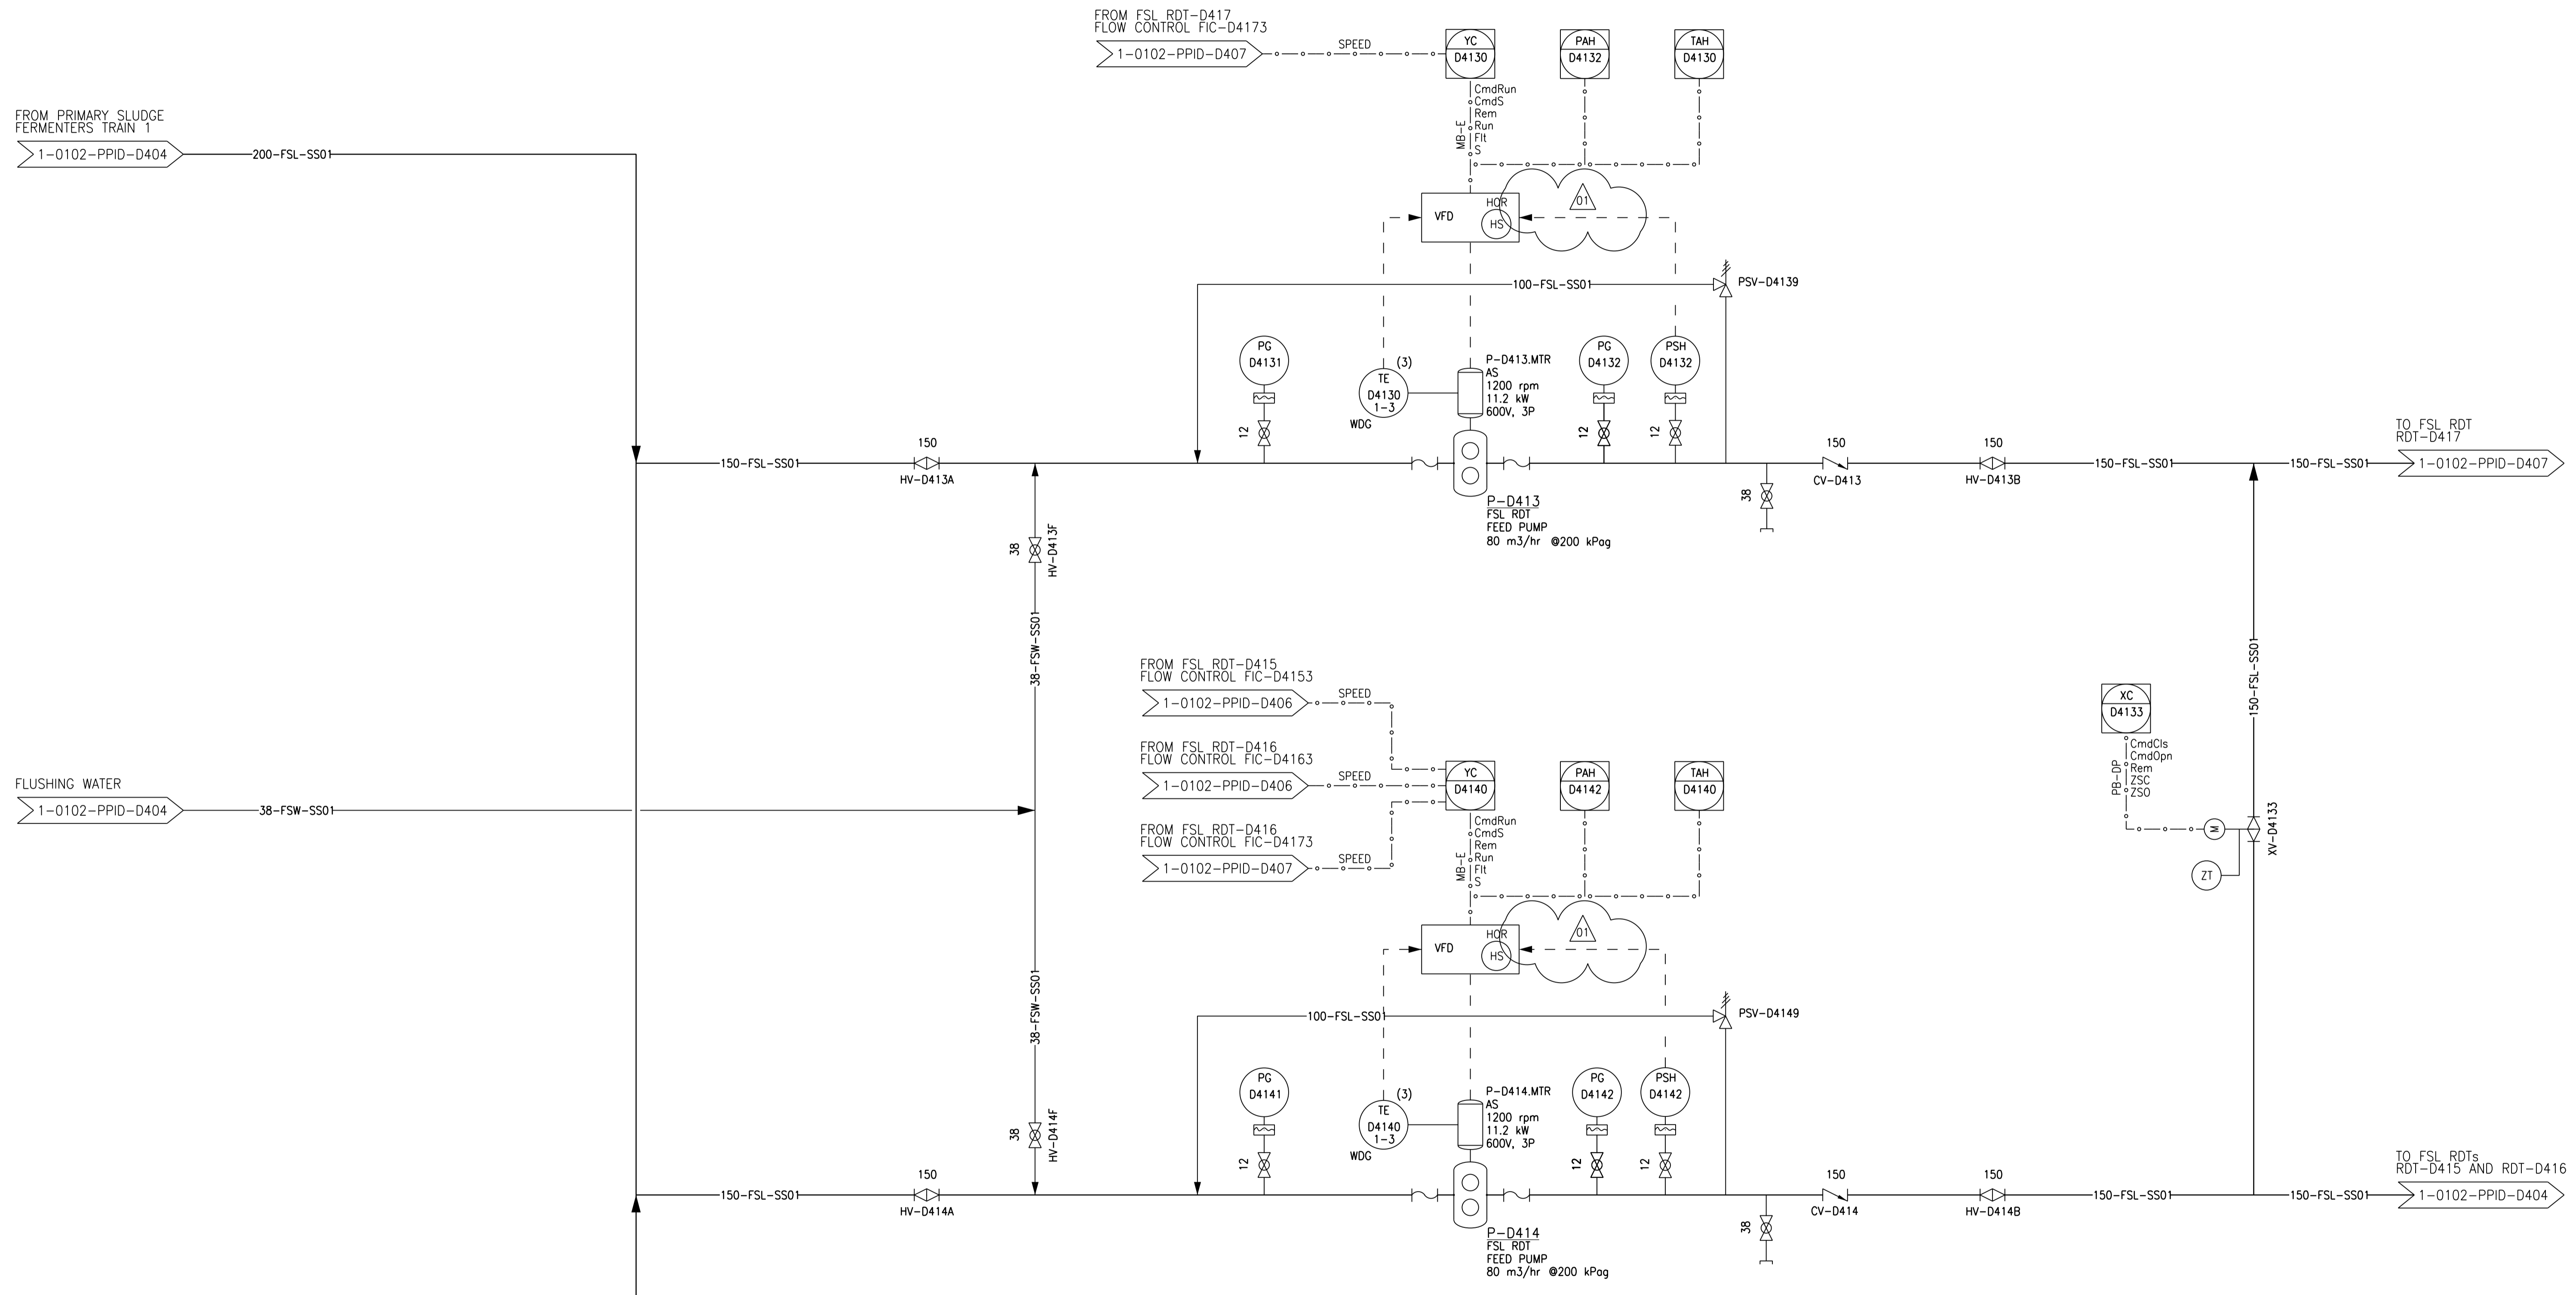 FROM FSL RDT-D417
FLOW CONTROL FIC-D4173
1-0102-PPID-D407
SPEED
YC
D4130
PAH
D4132
TAH
D4130
CmdRun
CmdS
Rem
Run
Flt
S
MB-E
FROM PRIMARY SLUDGE
FERMENTERS TRAIN 1
1-0102-PPID-D404
200-FSL-SS01
VFD
HOR
HS
01
100-FSL-SS01
PSV-D4139
PG
D4131
(3)
TE
D4130
1-3
WDG
P-D413.MTR
AS
1200 rpm
11.2 kW
600V, 3P
PG
D4132
PSH
D4132
12
12
12
150-FSL-SS01
150
HV-D413A
P-D413
FSL RDT
FEED PUMP
80 m3/hr @200 kPag
38
150
CV-D413
150
HV-D413B
150-FSL-SS01
150-FSL-SS01
TO FSL RDT
RDT-D417
1-0102-PPID-D407
38
HV-D413F
38-FSW-SS01
FROM FSL RDT-D415
FLOW CONTROL FIC-D4153
1-0102-PPID-D406
SPEED
FROM FSL RDT-D416
FLOW CONTROL FIC-D4163
1-0102-PPID-D406
SPEED
FROM FSL RDT-D416
FLOW CONTROL FIC-D4173
1-0102-PPID-D407
SPEED
YC
D4140
PAH
D4142
TAH
D4140
CmdRun
CmdS
Rem
Run
Flt
S
MB-E
150-FSL-SS01
XC
D4133
CmdCls
CmdOpn
Rem
ZSC
ZSO
PB-DP
M
ZT
XV-D4133
FLUSHING WATER
1-0102-PPID-D404
38-FSW-SS01
VFD
HOR
HS
01
38-FSW-SS01
100-FSL-SS01
PSV-D4149
PG
D4141
(3)
TE
D4140
1-3
WDG
P-D414.MTR
AS
1200 rpm
11.2 kW
600V, 3P
PG
D4142
PSH
D4142
38
HV-D414F
12
12
12
150-FSL-SS01
150
HV-D414A
P-D414
FSL RDT
FEED PUMP
80 m3/hr @200 kPag
38
150
CV-D414
150
HV-D414B
150-FSL-SS01
150-FSL-SS01
TO FSL RDTs
RDT-D415 AND RDT-D416
1-0102-PPID-D404